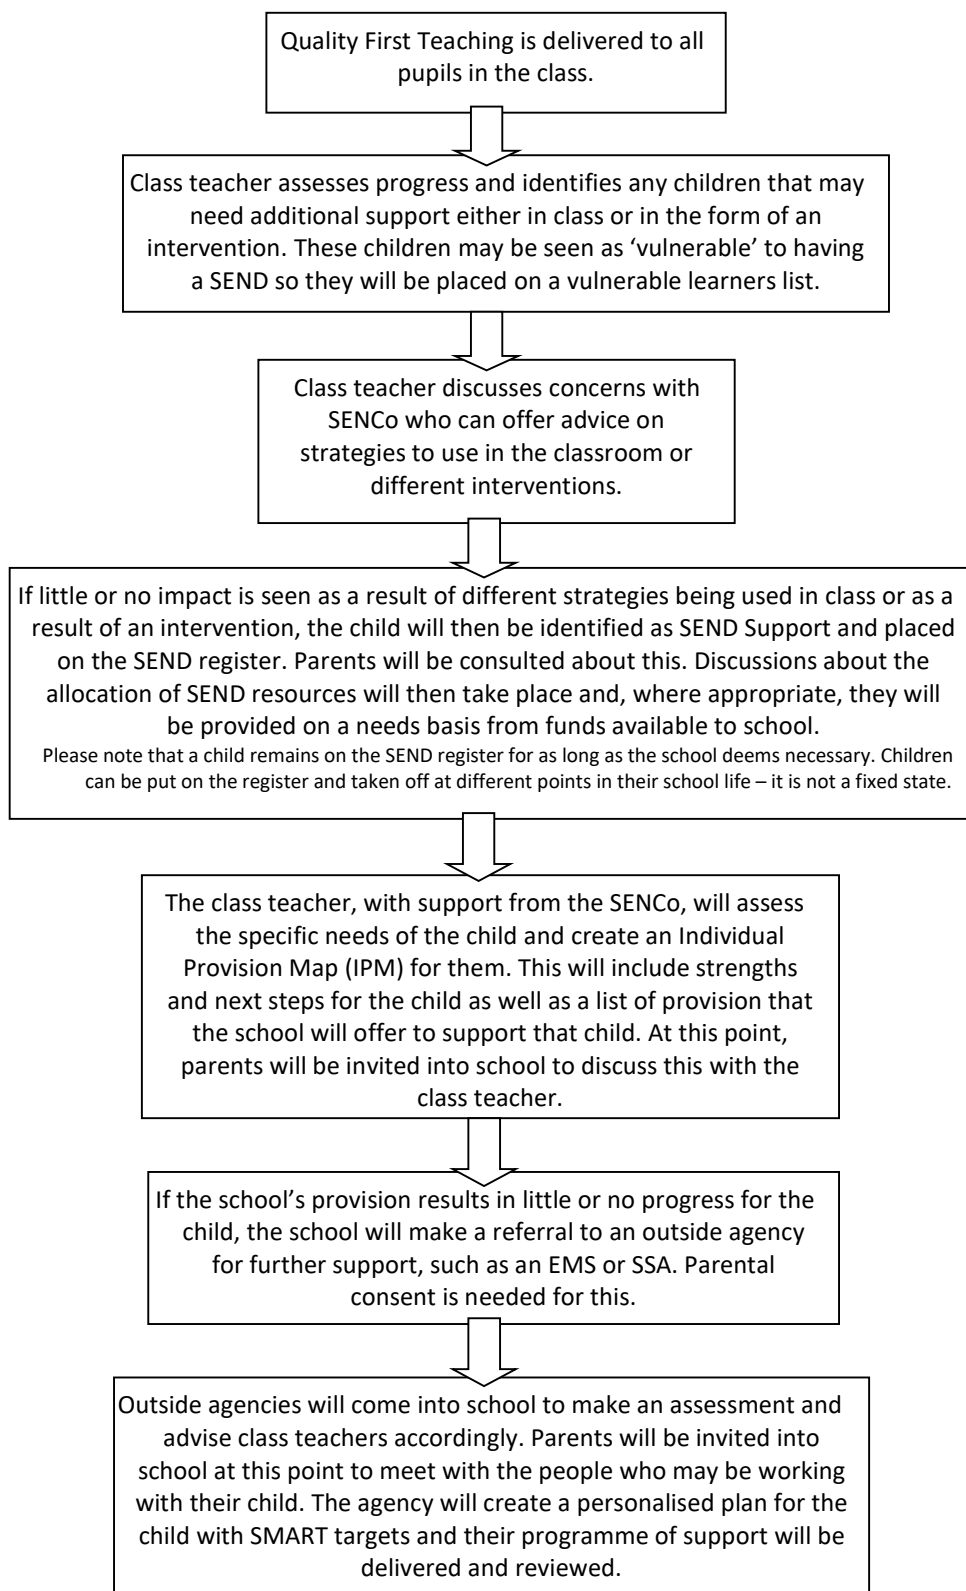 Quality First Teaching is delivered to all
pupils in the class.
Class teacher assesses progress and identifies any children that may
need additional support either in class or in the form of an
intervention. These children may be seen as ‘vulnerable’ to having
a SEND so they will be placed on a vulnerable learners list.
Class teacher discusses concerns with
SENCo who can offer advice on
strategies to use in the classroom or
different interventions.
If little or no impact is seen as a result of different strategies being used in class or as a
result of an intervention, the child will then be identified as SEND Support and placed
on the SEND register. Parents will be consulted about this. Discussions about the
allocation of SEND resources will then take place and, where appropriate, they will
be provided on a needs basis from funds available to school.
Please note that a child remains on the SEND register for as long as the school deems necessary. Children
can be put on the register and taken off at different points in their school life – it is not a fixed state.
The class teacher, with support from the SENCo, will assess
the specific needs of the child and create an Individual
Provision Map (IPM) for them. This will include strengths
and next steps for the child as well as a list of provision that
the school will offer to support that child. At this point,
parents will be invited into school to discuss this with the
class teacher.
If the school’s provision results in little or no progress for the
child, the school will make a referral to an outside agency
for further support, such as an EMS or SSA. Parental
consent is needed for this.
Outside agencies will come into school to make an assessment and
advise class teachers accordingly. Parents will be invited into
school at this point to meet with the people who may be working
with their child. The agency will create a personalised plan for the
child with SMART targets and their programme of support will be
delivered and reviewed.